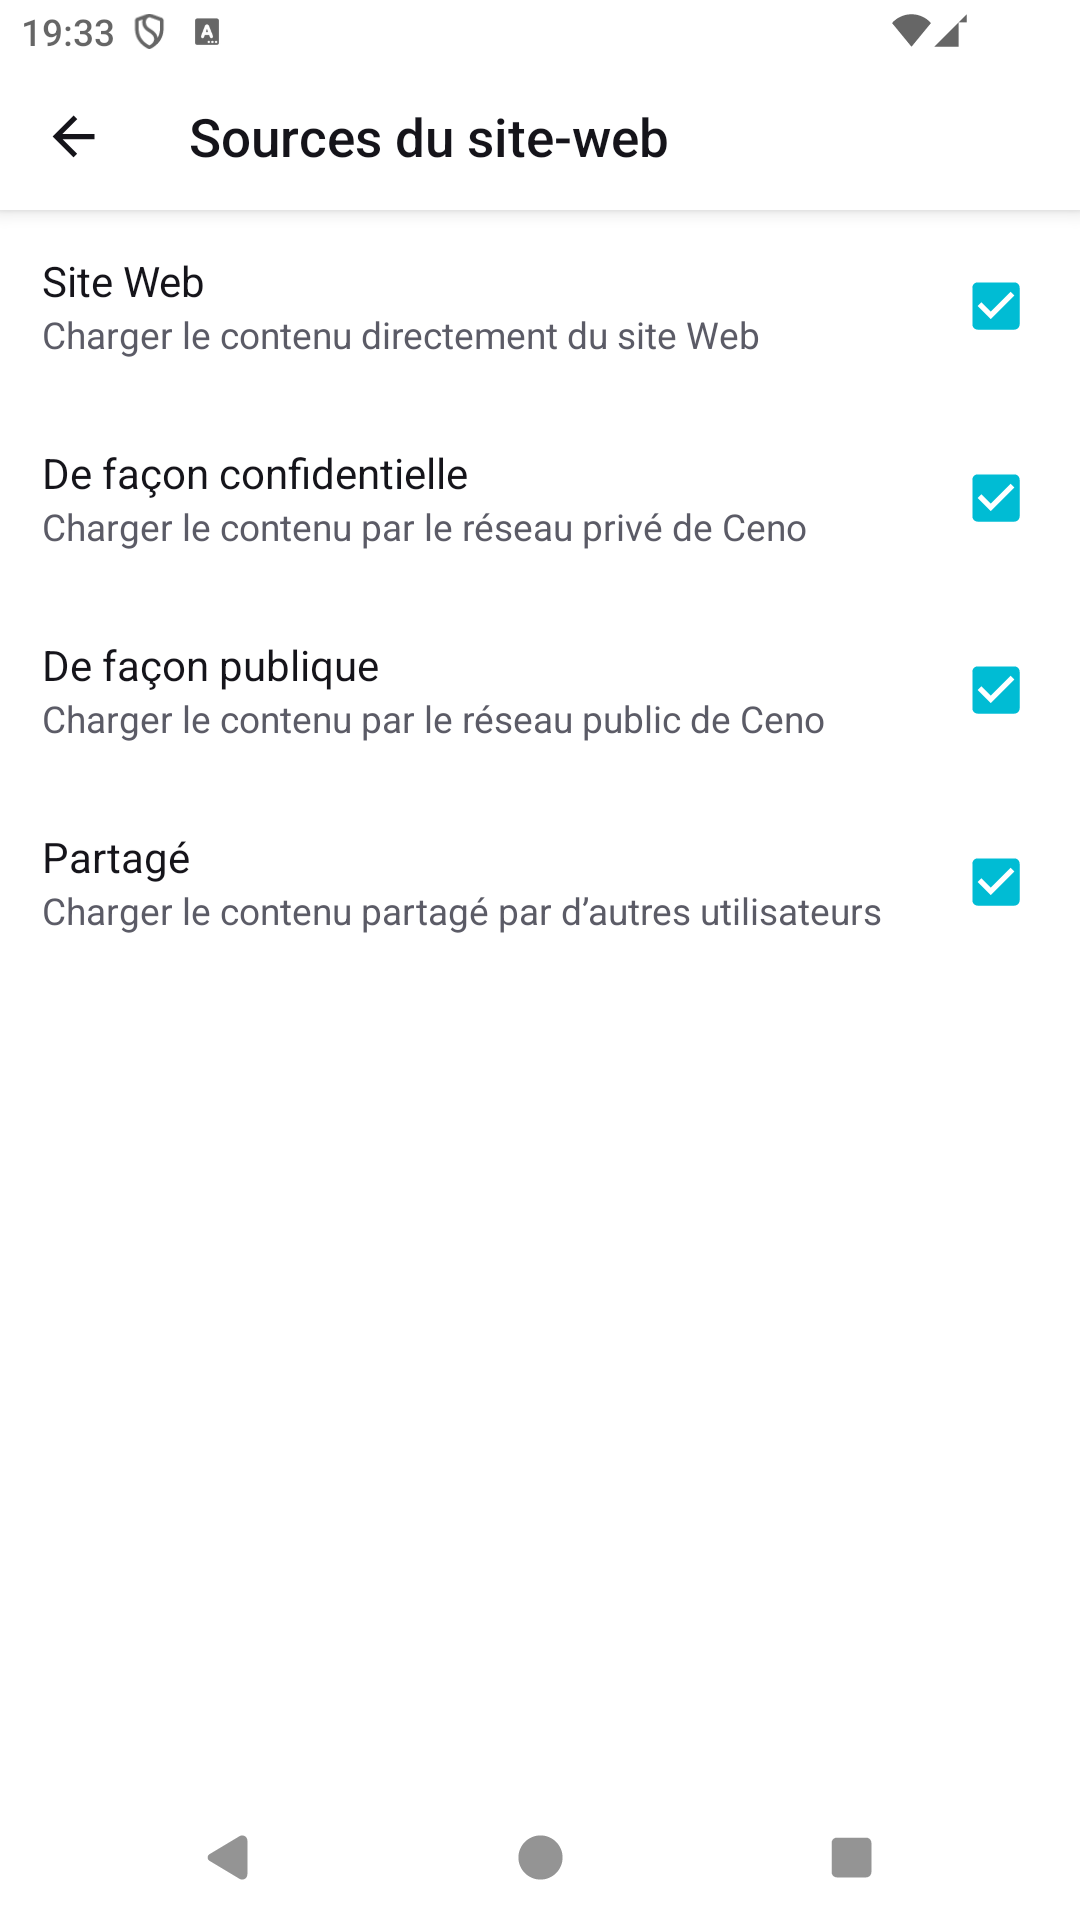 19:33
Sources du site-web
Site Web
Charger le contenu directement du site Web
De façon confidentielle
Charger le contenu par le réseau privé de Ceno
De façon publique
Charger le contenu par le réseau public de Ceno
Partagé
Charger le contenu partagé par d’autres utilisateurs